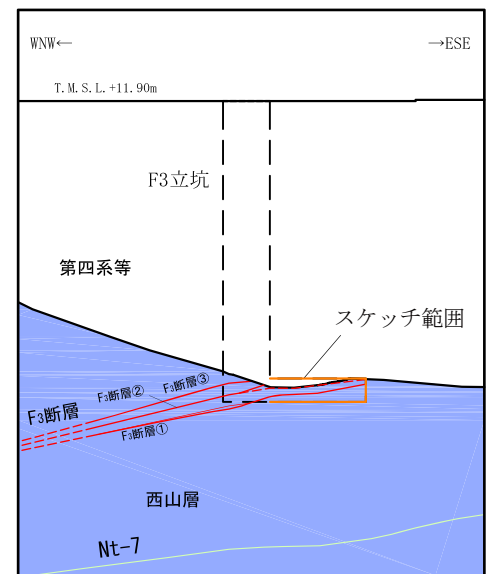 WNW← →ESE
T.M.S.L.+11.90m
F3立坑
第四系等
スケッチ範囲
F3断層③
F3断層②
F3断層
F3断層①
西山層
Nt-7